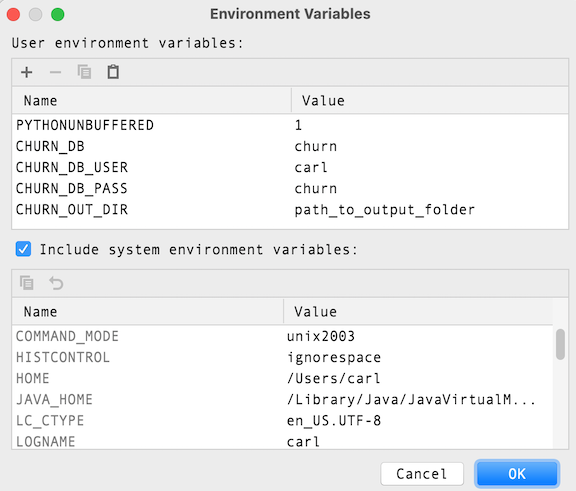 Environment Variables
User environment variables:
Name Value
PYTHONUNBUFFERED 1
CHURN_DB churn
CHURN_DB_USER carl
CHURN_DB_PASS churn
CHURN_OUT_DIR path_to_output_folder
Include system environment variables:
Name Value
COMMAND_MODE unix2003
HISTCONTROL ignorespace
HOME /Users/carl
JAVA_HOME /Library/Java/JavaVirtualM...
LC_CTYPE en_US.UTF-8
LOGNAME carl
Cancel OK